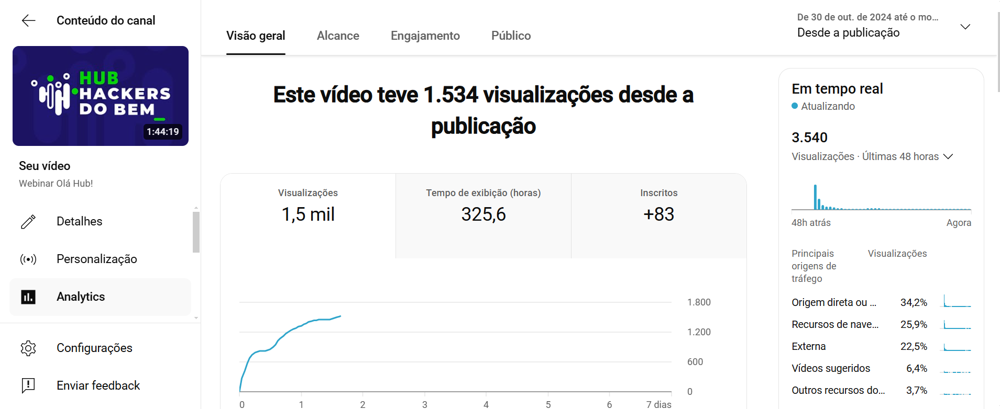 Conteúdo do canal
HUB
HACKERS
DO BEM
1:44:19
Seu vídeo
Webinar Olá Hub!
Detalhes
Personalização
Analytics
Configurações
Enviar feedback
Visão geral
Alcance
Engajamento
Público
De 30 de out. de 2024 até o mo...
Desde a publicação
Este vídeo teve 1.534 visualizações desde a
publicação
Visualizações
1,5 mil
Tempo de exibição (horas)
325,6
Inscritos
+83
1.800
1.200
600
0
0 1 2 3 4 5 6 7 dias
Em tempo real
Atualizando
3.540
Visualizações · Últimas 48 horas
48h atrás Agora
Principais
origens de
tráfego
Visualizações
Origem direta ou ... 34,2%
Recursos de nave... 25,9%
Externa 22,5%
Vídeos sugeridos 6,4%
Outros recursos do... 3,7%